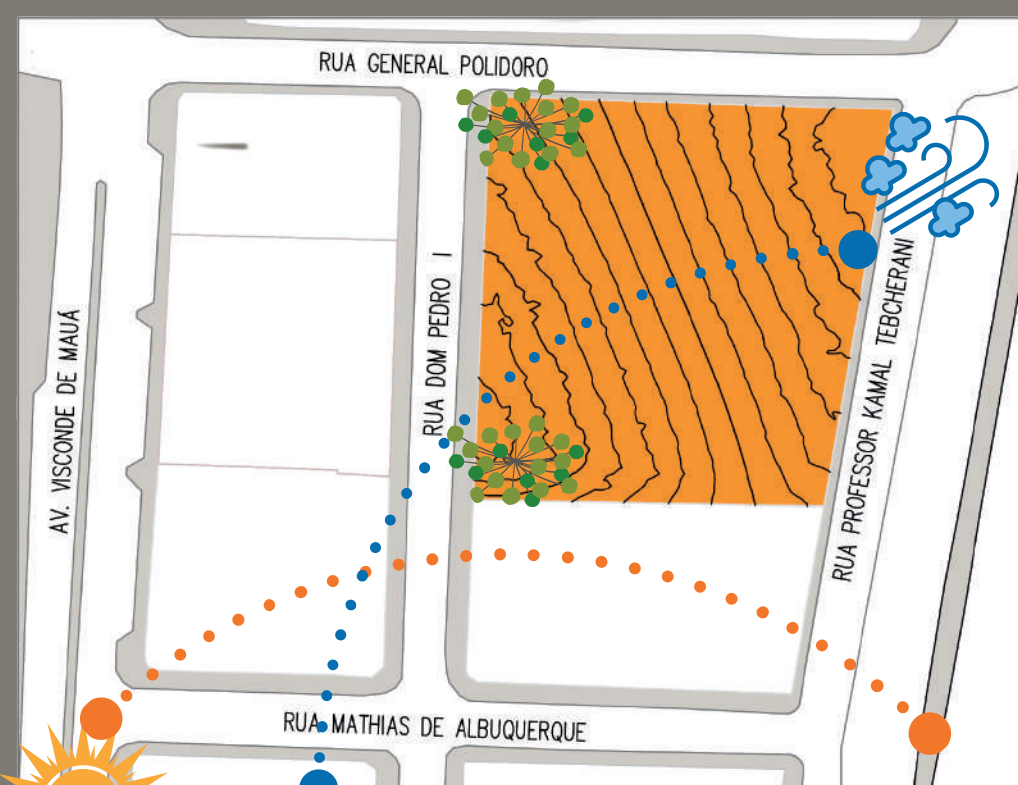 RUA GENERAL POLIDORO
RUA DOM PEDRO I
AV. VISCONDE DE MAUÁ
RUA PROFESSOR KAMAL TEBCHERANI
RUA MATHIAS DE ALBUQUERQUE